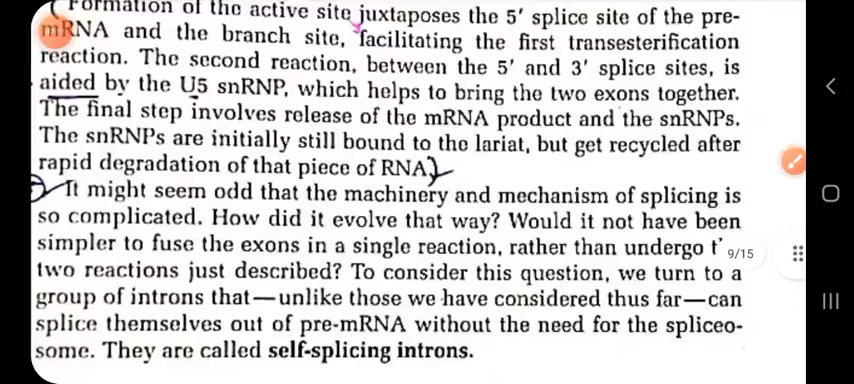 Formation of the active site juxtaposes the 5′ splice site of the pre-
mRNA and the branch site, facilitating the first transesterification
reaction. The second reaction, between the 5′ and 3′ splice sites, is
aided by the U5 snRNP, which helps to bring the two exons together.
The final step involves release of the mRNA product and the snRNPs.
The snRNPs are initially still bound to the lariat, but get recycled after
rapid degradation of that piece of RNA.
It might seem odd that the machinery and mechanism of splicing is
so complicated. How did it evolve that way? Would it not have been
simpler to fuse the exons in a single reaction, rather than undergo
9/15
two reactions just described? To consider this question, we turn to a
group of introns that—unlike those we have considered thus far—can
splice themselves out of pre-mRNA without the need for the spliceo-
some. They are called self-splicing introns.